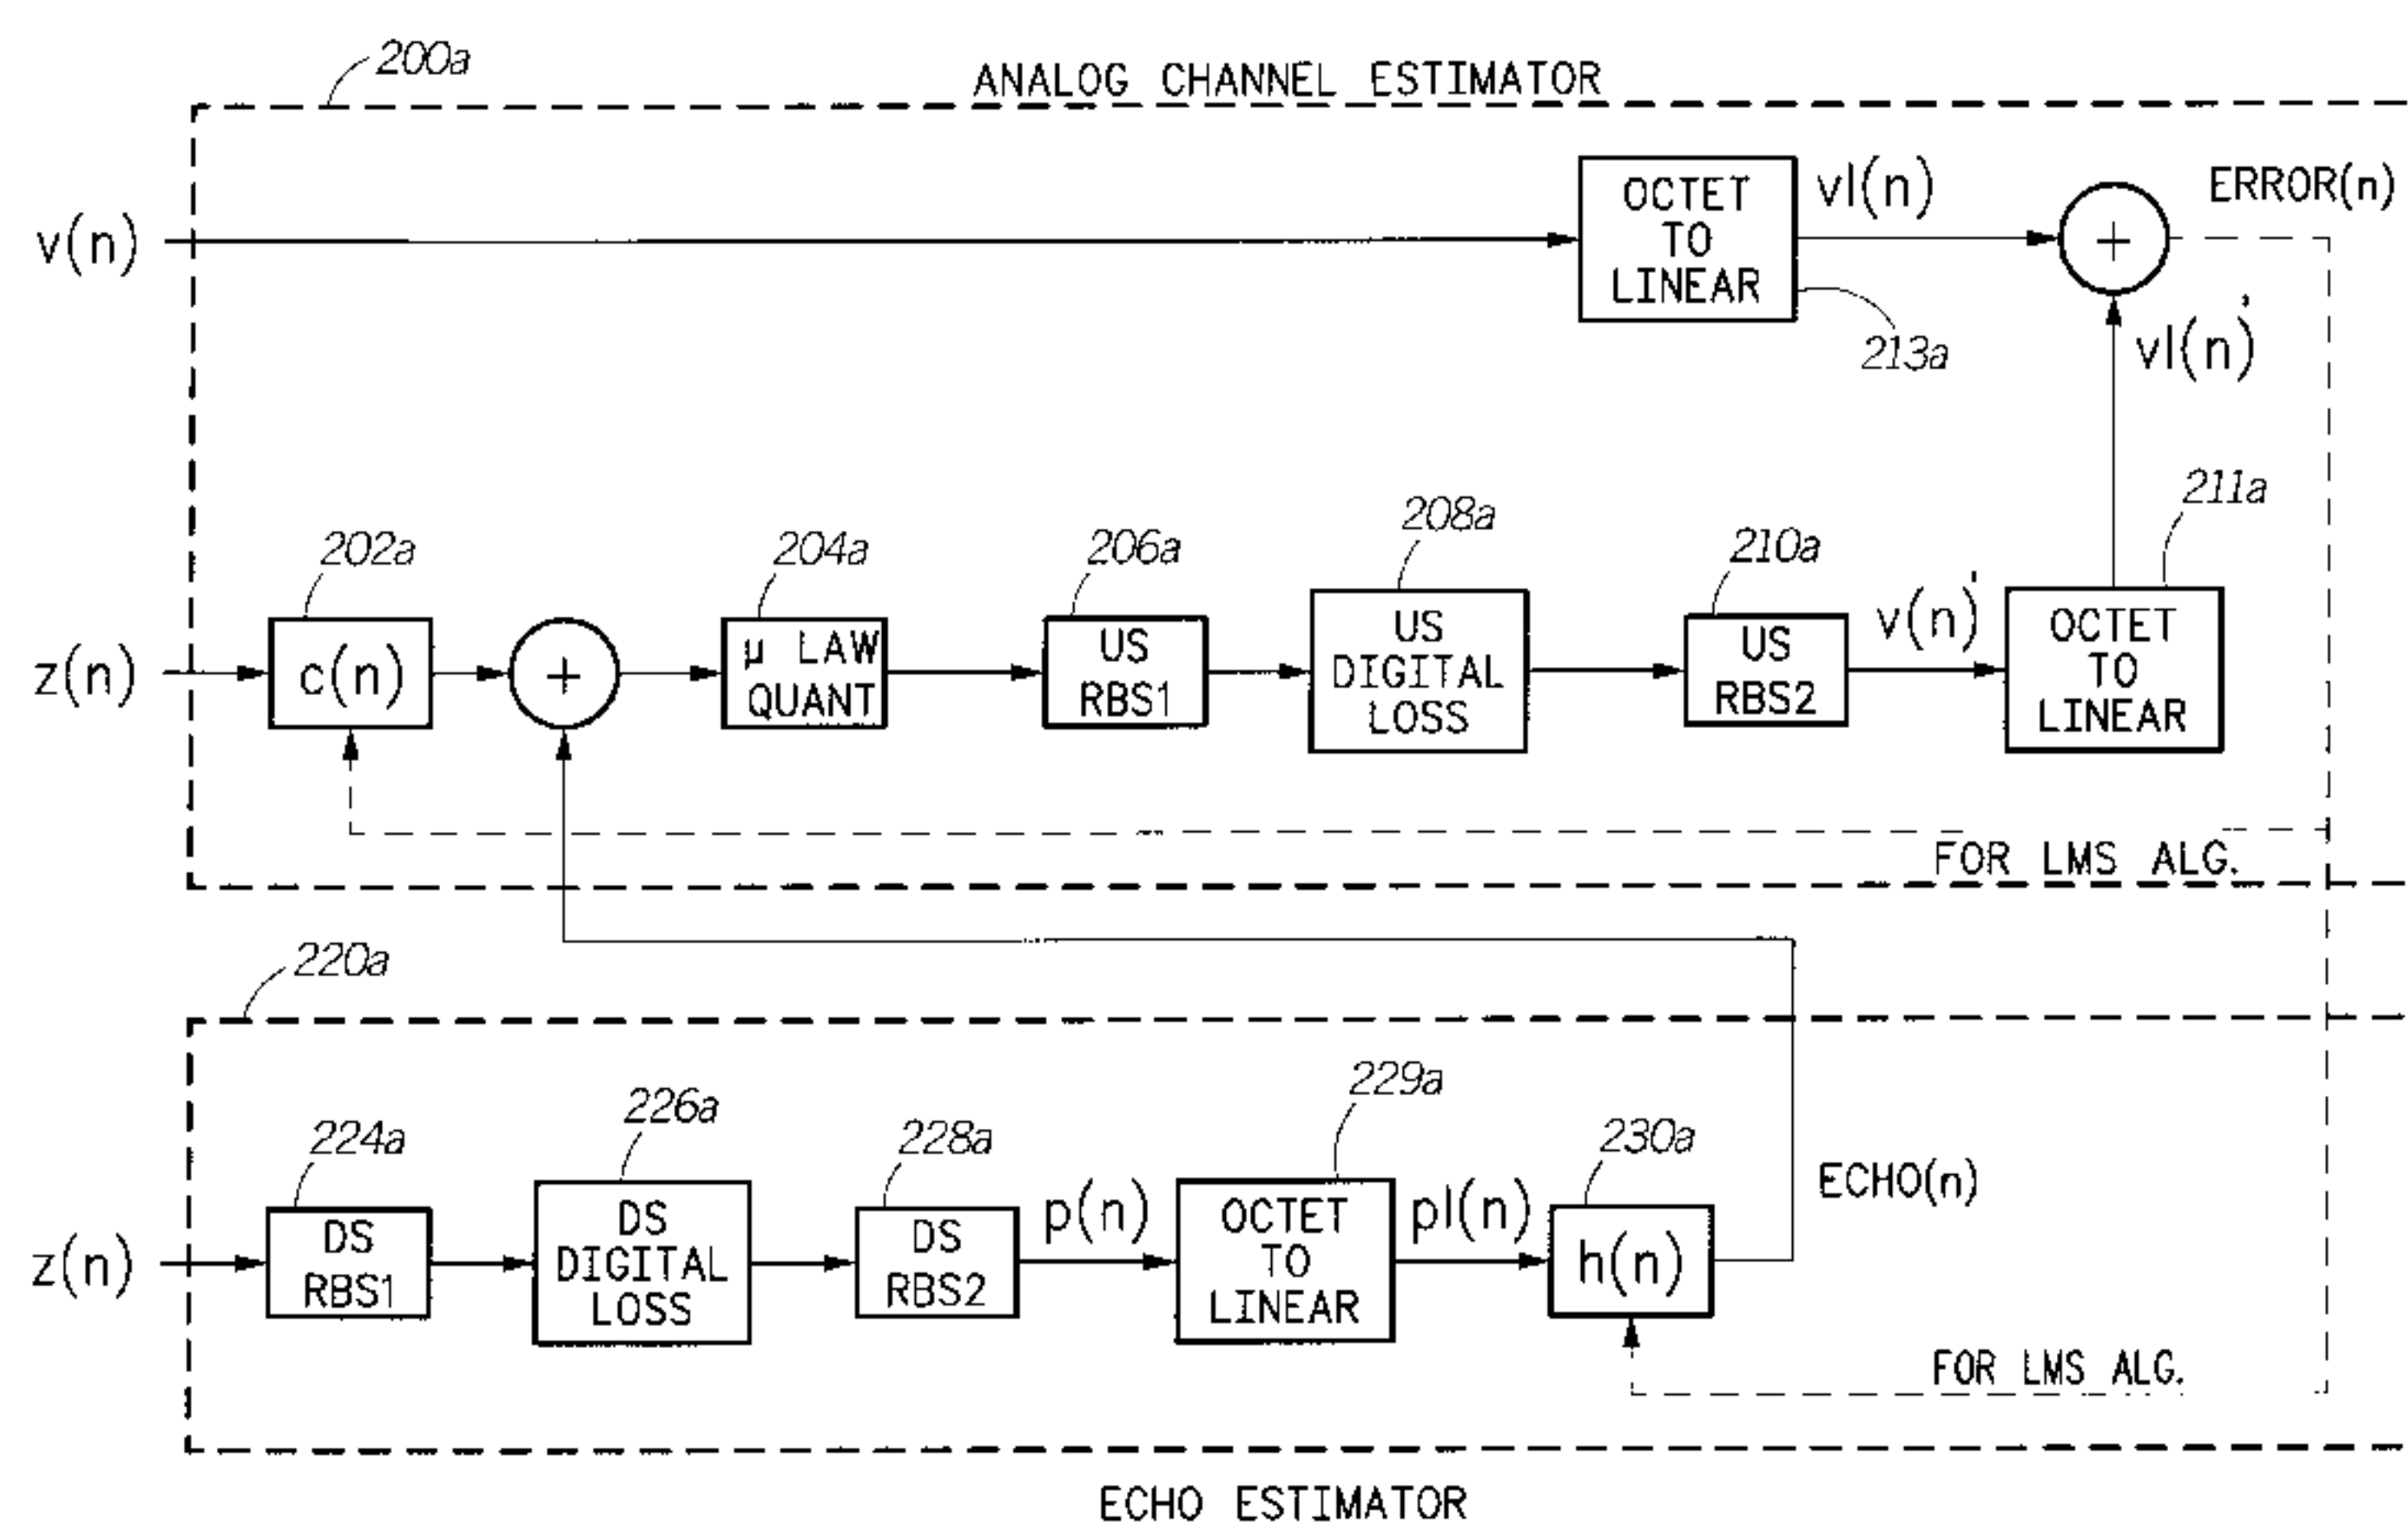 200a
ANALOG CHANNEL ESTIMATOR
v(n)
OCTET
TO
LINEAR
vl(n)
ERROR(n)
+
213a
vl(n)'
202a
204a
206a
208a
210a
211a
z(n)
c(n)
+
μ LAW
QUANT
US
RBS1
US
DIGITAL
LOSS
US
RBS2
v(n)'
OCTET
TO
LINEAR
FOR LMS ALG.
220a
224a
226a
228a
229a
230a
z(n)
DS
RBS1
DS
DIGITAL
LOSS
DS
RBS2
p(n)
OCTET
TO
LINEAR
pl(n)
h(n)
ECHO(n)
FOR LMS ALG.
ECHO ESTIMATOR